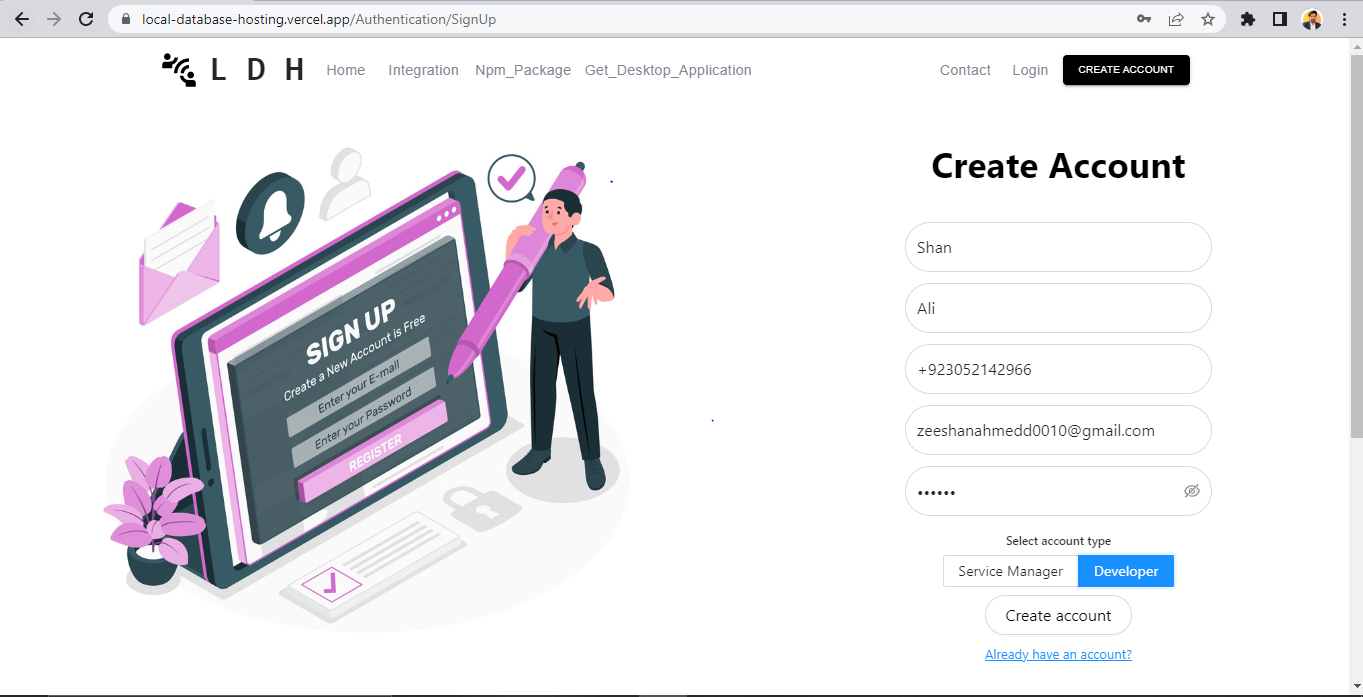 local-database-hosting.vercel.app/Authentication/SignUp
L D H Home Integration Npm_Package Get_Desktop_Application Contact Login CREATE ACCOUNT
SIGN UP
Create a New Account is Free
Enter your E-mail
Enter your Password
REGISTER
Create Account
Shan
Ali
+923052142966
zeeshanahmedd0010@gmail.com
••••••
Select account type
Service Manager Developer
Create account
Already have an account?